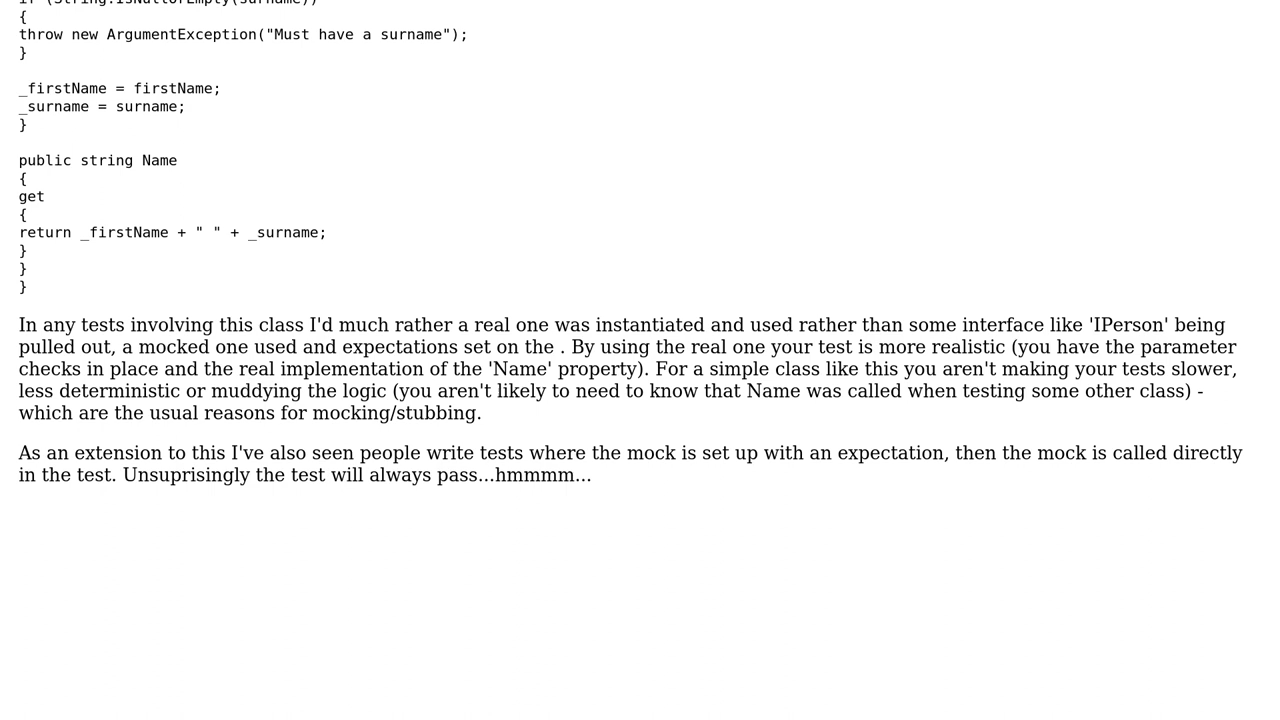 if (String.IsNullOrEmpty(surname))
{
throw new ArgumentException("Must have a surname");
}
_firstName = firstName;
_surname = surname;
}
public string Name
{
get
{
return _firstName + " " + _surname;
}
}
}
In any tests involving this class I'd much rather a real one was instantiated and used rather than some interface like 'IPerson' being
pulled out, a mocked one used and expectations set on the . By using the real one your test is more realistic (you have the parameter
checks in place and the real implementation of the 'Name' property). For a simple class like this you aren't making your tests slower,
less deterministic or muddying the logic (you aren't likely to need to know that Name was called when testing some other class) -
which are the usual reasons for mocking/stubbing.
As an extension to this I've also seen people write tests where the mock is set up with an expectation, then the mock is called directly
in the test. Unsuprisingly the test will always pass...hmmmm...